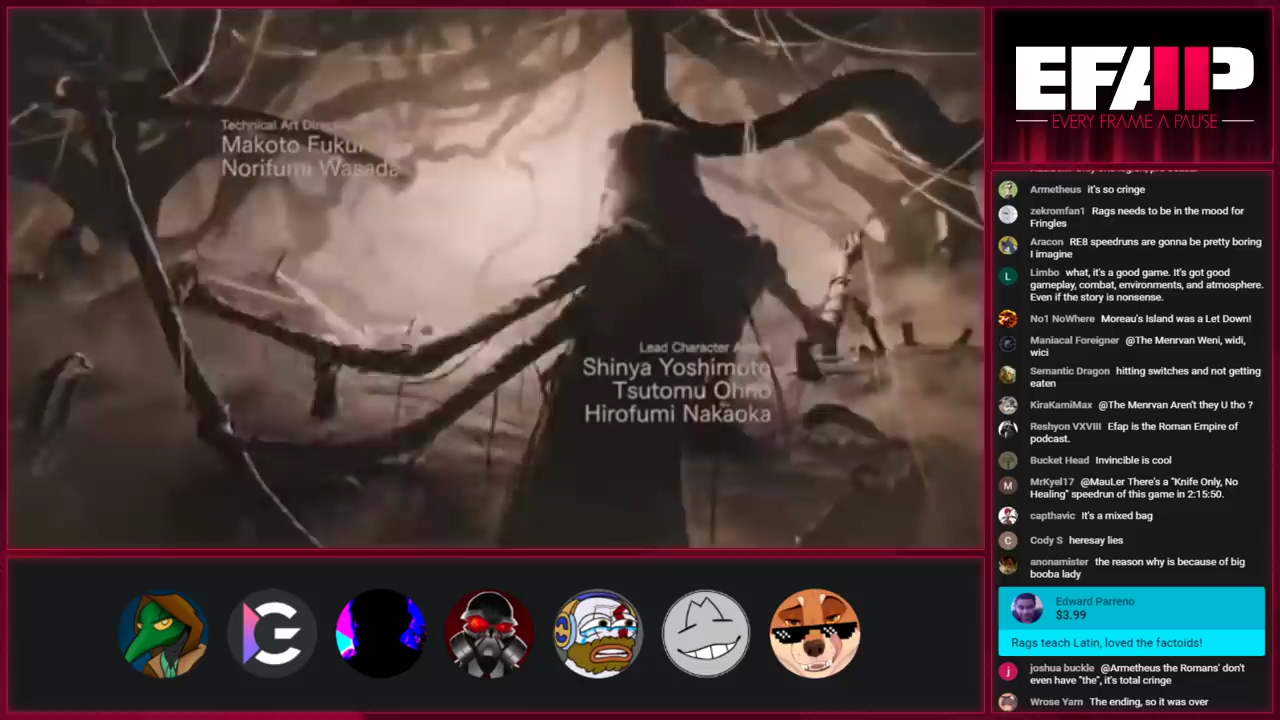 Technical Art Direc
Makoto Fukui
Norifumi Wasada
Lead Character Artist
Shinya Yoshimoto
Tsutomu Ohno
Hirofumi Nakaoka
EFAP
EVERY FRAME A PAUSE
Armetheus it's so cringe
zekromfan1 Rags needs to be in the mood for
Fringles
Aracon RE8 speedruns are gonna be pretty boring
I imagine
L
Limbo what, it's a good game. It's got good
gameplay, combat, environments, and atmosphere.
Even if the story is nonsense.
No1 NoWhere Moreau's Island was a Let Down!
Maniacal Foreigner @The Menrvan Weni, widi,
wici
Semantic Dragon hitting switches and not getting
eaten
KiraKamiMax @The Menrvan Aren't they U tho ?
Reshyon VXVIII Efap is the Roman Empire of
podcast.
Bucket Head Invincible is cool
M
MrKyel17 @MauLer There's a "Knife Only, No
Healing" speedrun of this game in 2:15:50.
capthavic It's a mixed bag
C
Cody S heresay lies
anonamister the reason why is because of big
booba lady
Edward Parreno
$3.99
Rags teach Latin, loved the factoids!
j
joshua buckle @Armetheus the Romans' don't
even have "the", it's total cringe
Wrose Yarn The ending, so it was over